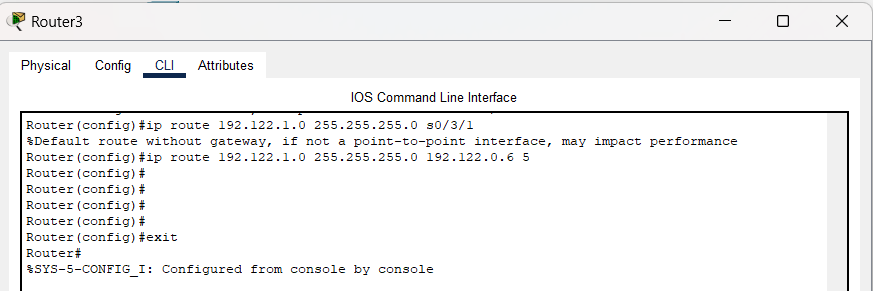 Router3
Physical Config CLI Attributes
IOS Command Line Interface
Router(config)#ip route 192.122.1.0 255.255.255.0 s0/3/1
%Default route without gateway, if not a point-to-point interface, may impact performance
Router(config)#ip route 192.122.1.0 255.255.255.0 192.122.0.6 5
Router(config)#
Router(config)#
Router(config)#
Router(config)#
Router(config)#exit
Router#
%SYS-5-CONFIG_I: Configured from console by console